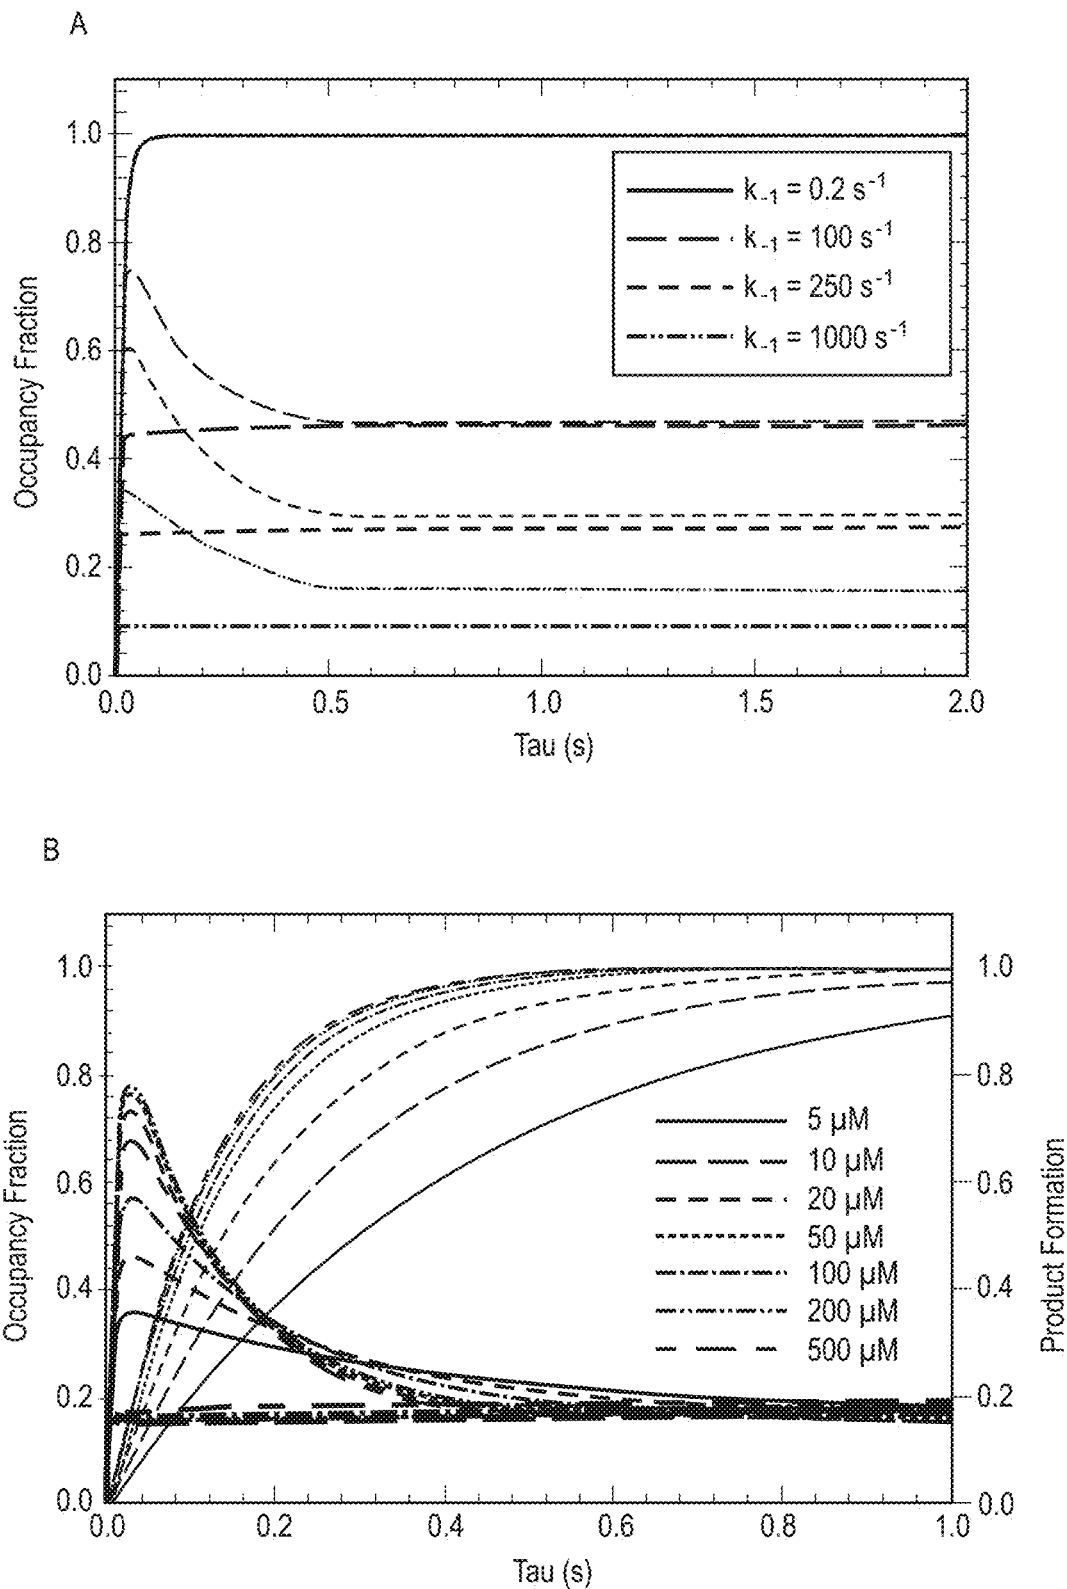 A
1.0
0.8
0.6
0.4
0.2
0.0
Occupancy Fraction
k₋₁ = 0.2 s⁻¹
k₋₁ = 100 s⁻¹
k₋₁ = 250 s⁻¹
k₋₁ = 1000 s⁻¹
0.0 0.5 1.0 1.5 2.0
Tau (s)
B
1.0
0.8
0.6
0.4
0.2
0.0
Occupancy Fraction
5 µM
10 µM
20 µM
50 µM
100 µM
200 µM
500 µM
1.0
0.8
0.6
0.4
0.2
0.0
Product Formation
0.0 0.2 0.4 0.6 0.8 1.0
Tau (s)